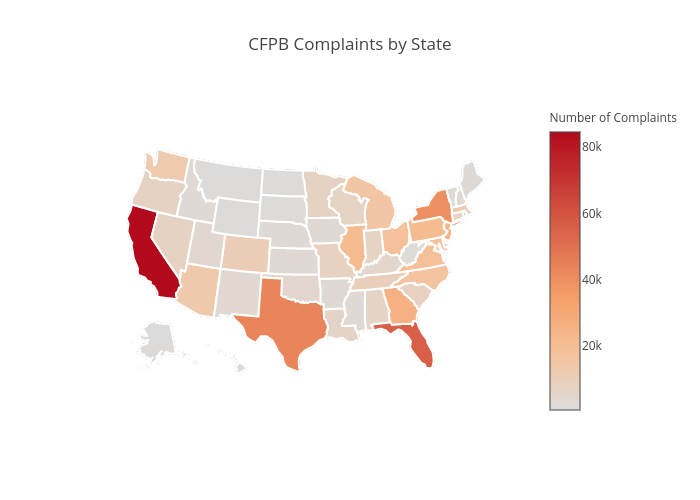 CFPB Complaints by State
Number of Complaints
80k
60k
40k
20k